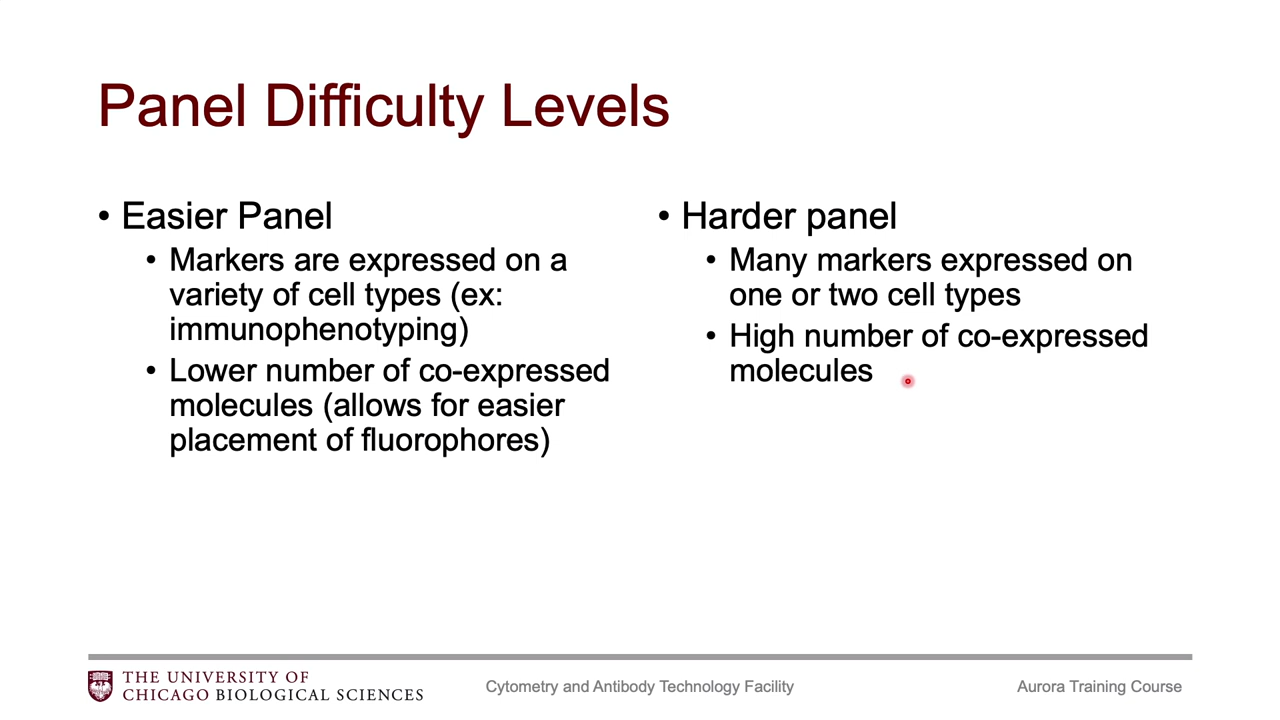 Panel Difficulty Levels
• Easier Panel
• Markers are expressed on a
variety of cell types (ex:
immunophenotyping)
• Lower number of co-expressed
molecules (allows for easier
placement of fluorophores)
• Harder panel
• Many markers expressed on
one or two cell types
• High number of co-expressed
molecules
THE UNIVERSITY OF
CHICAGO BIOLOGICAL SCIENCES
Cytometry and Antibody Technology Facility
Aurora Training Course